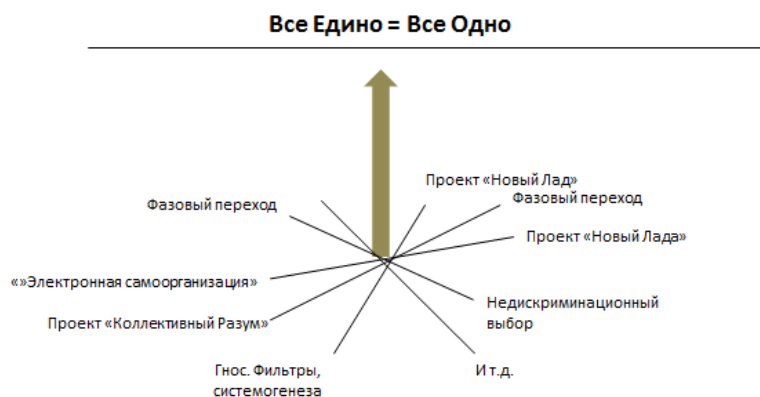 Все Едино = Все Одно
Проект «Новый Лад»
Фазовый переход
Фазовый переход
Проект «Новый Лада»
«»Электронная самоорганизация»
Недискриминационный
выбор
Проект «Коллективный Разум»
Гнос. Фильтры,
системогенеза
И т.д.